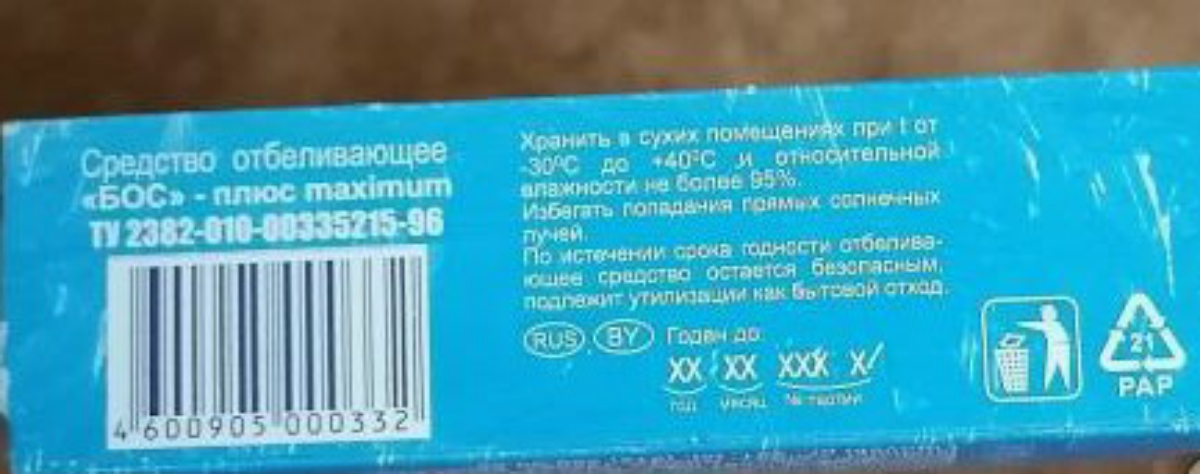 Средство отбеливающее
«БОС» - плюс maximum
ТУ 2382-010-00335215-96
4 600905 000332
Хранить в сухих помещениях при t от
-30ºС до +40ºС и относительной
влажности не более 95%.
Избегать попадания прямых солнечных
лучей.
По истечении срока годности отбелива-
ющее средство остается безопасным,
подлежит утилизации как бытовой отход.
RUS, BY Годен до:
XX XX XXX X/
год месяц № партии
21
PAP